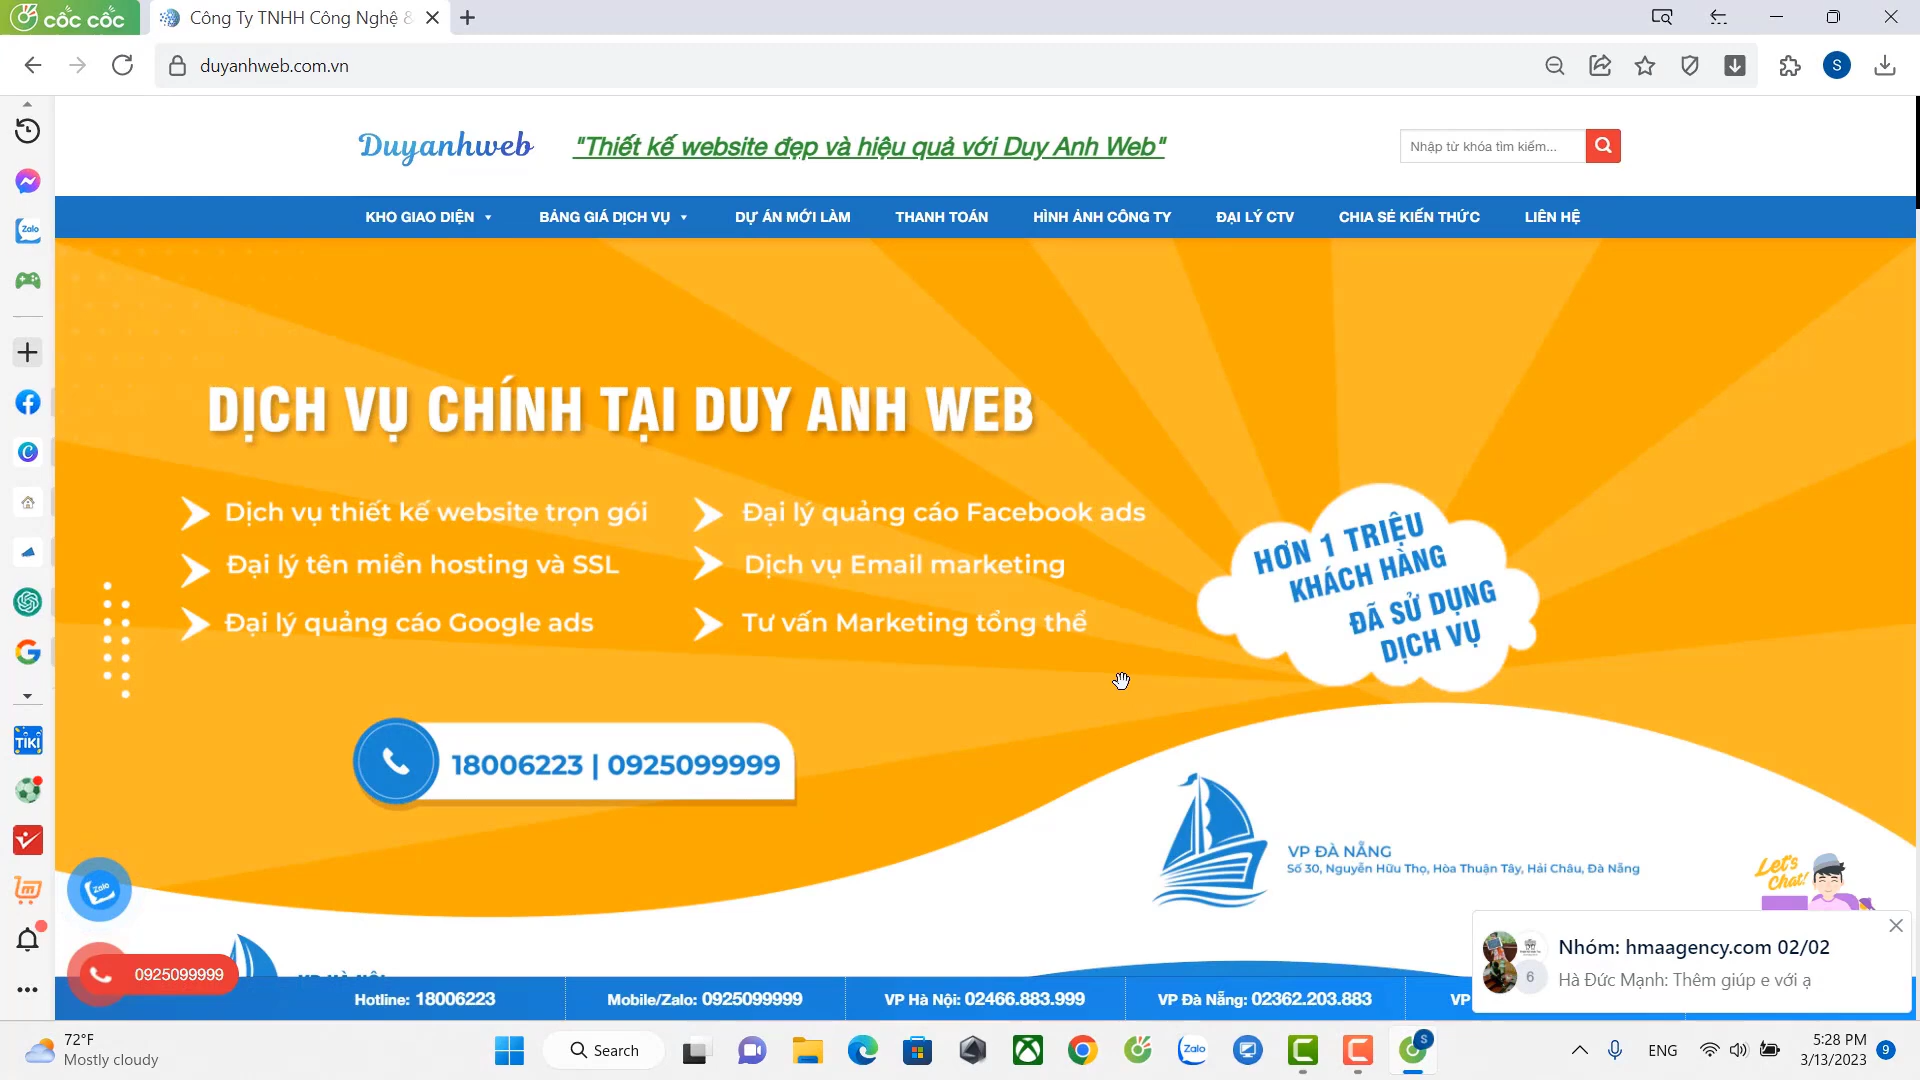 cốc cốc
Công Ty TNHH Công Nghệ &
duyanhweb.com.vn
S
Duyanhweb
"Thiết kế website đẹp và hiệu quả với Duy Anh Web"
Nhập từ khóa tìm kiếm...
KHO GIAO DIỆN
BẢNG GIÁ DỊCH VỤ
DỰ ÁN MỚI LÀM
THANH TOÁN
HÌNH ẢNH CÔNG TY
ĐẠI LÝ CTV
CHIA SẺ KIẾN THỨC
LIÊN HỆ
DỊCH VỤ CHÍNH TẠI DUY ANH WEB
Dịch vụ thiết kế website trọn gói
Đại lý tên miền hosting và SSL
Đại lý quảng cáo Google ads
Đại lý quảng cáo Facebook ads
Dịch vụ Email marketing
Tư vấn Marketing tổng thể
HƠN 1 TRIỆU
KHÁCH HÀNG
ĐÃ SỬ DỤNG
DỊCH VỤ
18006223 | 0925099999
VP ĐÀ NẴNG
Số 30, Nguyễn Hữu Thọ, Hòa Thuận Tây, Hải Châu, Đà Nẵng
Let's
Chat!
Zalo
TIKI
Zalo
0925099999
Hotline: 18006223
Mobile/Zalo: 0925099999
VP Hà Nội: 02466.883.999
VP Đà Nẵng: 02362.203.883
VP
Nhóm: hmaagency.com 02/02
6
Hà Đức Mạnh: Thêm giúp e với ạ
72°F
Mostly cloudy
Search
Zalo
S
ENG
5:28 PM
3/13/2023
9